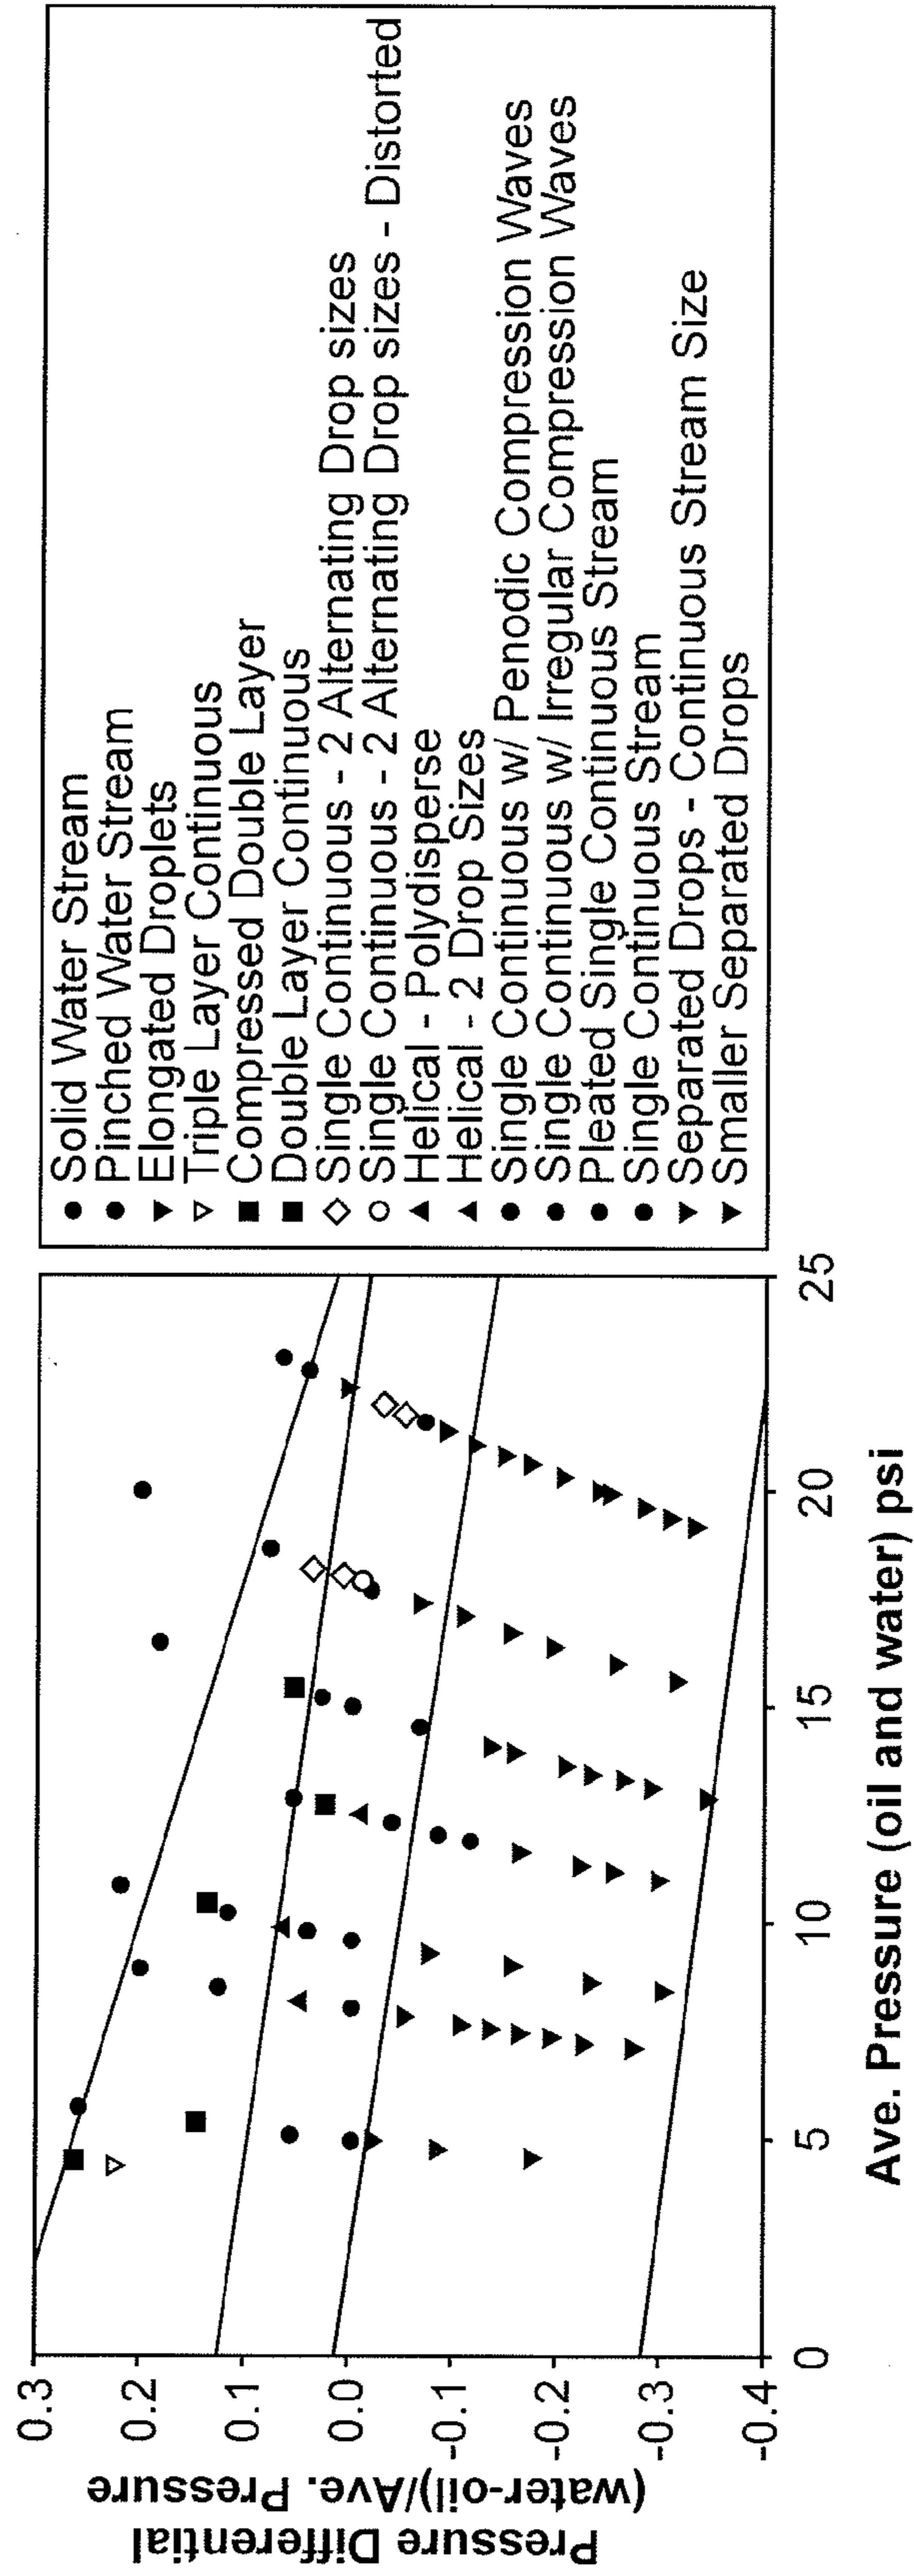 Pressure Differential
(water-oil)/Ave. Pressure
0.3
0.2
0.1
0.0
-0.1
-0.2
-0.3
-0.4
0
5
10
15
20
25
Ave. Pressure (oil and water) psi
Solid Water Stream
Pinched Water Stream
Elongated Droplets
Triple Layer Continuous
Compressed Double Layer
Double Layer Continuous
Single Continuous - 2 Alternating Drop sizes
Single Continuous - 2 Alternating Drop sizes - Distorted
Helical - Polydisperse
Helical - 2 Drop Sizes
Single Continuous w/ Penodic Compression Waves
Single Continuous w/ Irregular Compression Waves
Pleated Single Continuous Stream
Single Continuous Stream
Separated Drops - Continuous Stream Size
Smaller Separated Drops